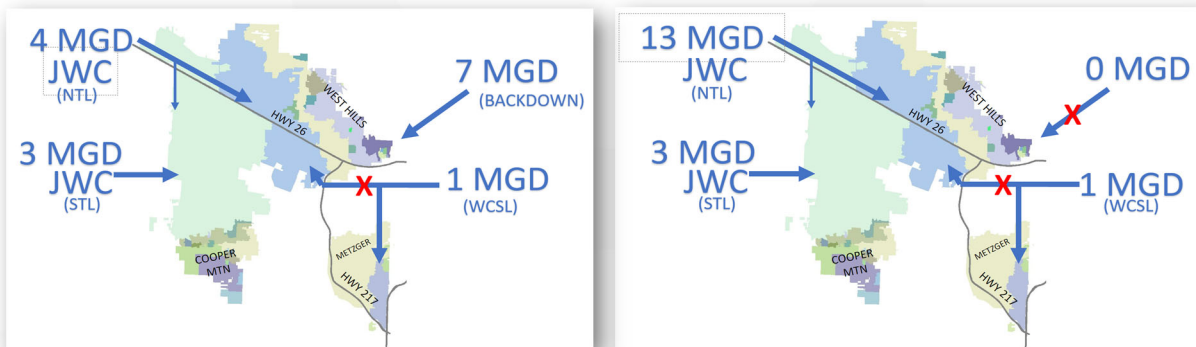 4 MGD
JWC
(NTL)
7 MGD
(BACKDOWN)
WEST HILLS
HWY 26
3 MGD
JWC
(STL)
X
1 MGD
(WCSL)
COOPER
MTN
METZGER
HWY 217
13 MGD
JWC
(NTL)
0 MGD
X
WEST HILLS
HWY 26
3 MGD
JWC
(STL)
X
1 MGD
(WCSL)
COOPER
MTN
METZGER
HWY 217